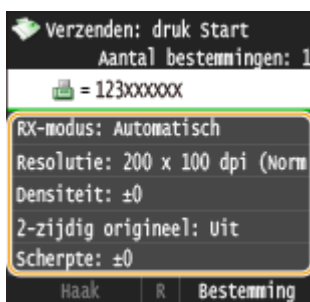 Verzenden: druk Start
Aantal bestemmingen: 1
= 123xxxxxx
RX-modus: Automatisch
Resolutie: 200 x 100 dpi (Norm
Densiteit: ±0
2-zijdig origineel: Uit
Scherpte: ±0
Haak R Bestemming